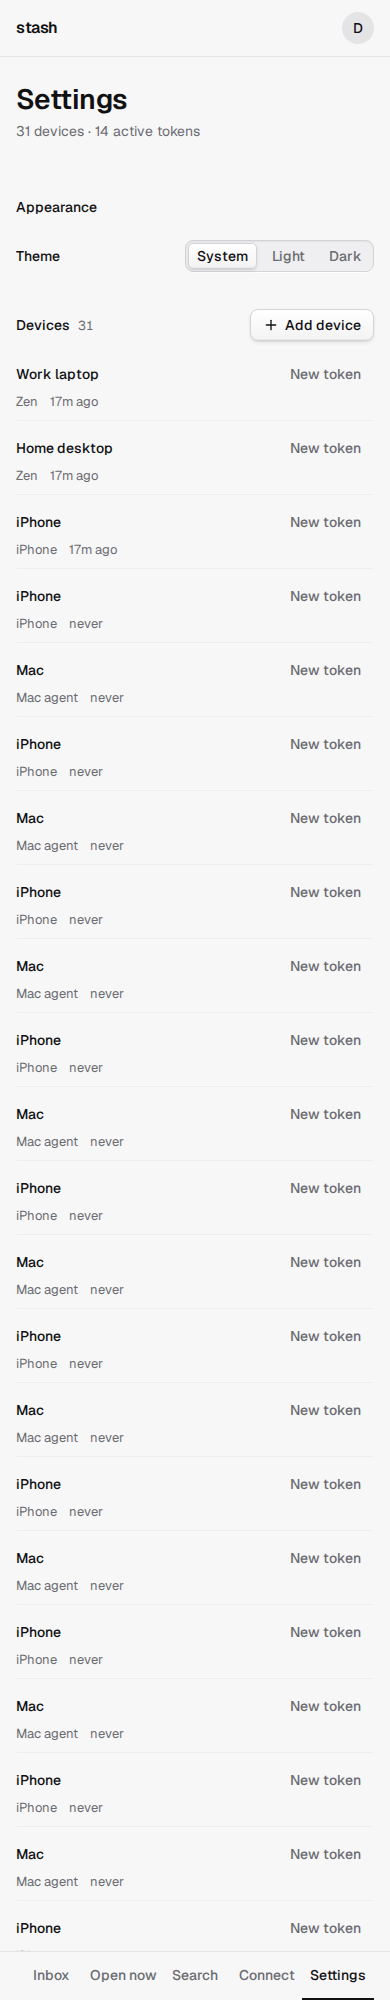 stash D
Settings
31 devices · 14 active tokens
Appearance
Theme System Light Dark
Devices 31 + Add device
Work laptop New token
Zen 17m ago
Home desktop New token
Zen 17m ago
iPhone New token
iPhone 17m ago
iPhone New token
iPhone never
Mac New token
Mac agent never
iPhone New token
iPhone never
Mac New token
Mac agent never
iPhone New token
iPhone never
Mac New token
Mac agent never
iPhone New token
iPhone never
Mac New token
Mac agent never
iPhone New token
iPhone never
Mac New token
Mac agent never
iPhone New token
iPhone never
Mac New token
Mac agent never
iPhone New token
iPhone never
Mac New token
Mac agent never
iPhone New token
iPhone never
Mac New token
Mac agent never
iPhone New token
iPhone never
Mac New token
Mac agent never
iPhone New token
Inbox Open now Search Connect Settings